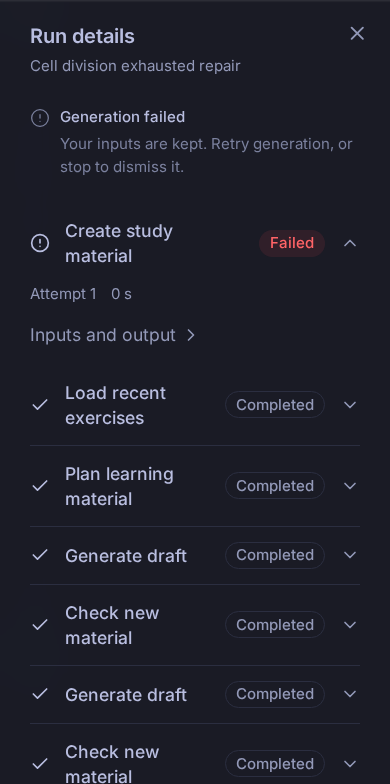 Run details
Cell division exhausted repair
Generation failed
Your inputs are kept. Retry generation, or
stop to dismiss it.
Create study
material
Failed
Attempt 1 0 s
Inputs and output
Load recent
exercises
Completed
Plan learning
material
Completed
Generate draft
Completed
Check new
material
Completed
Generate draft
Completed
Check new
material
Completed